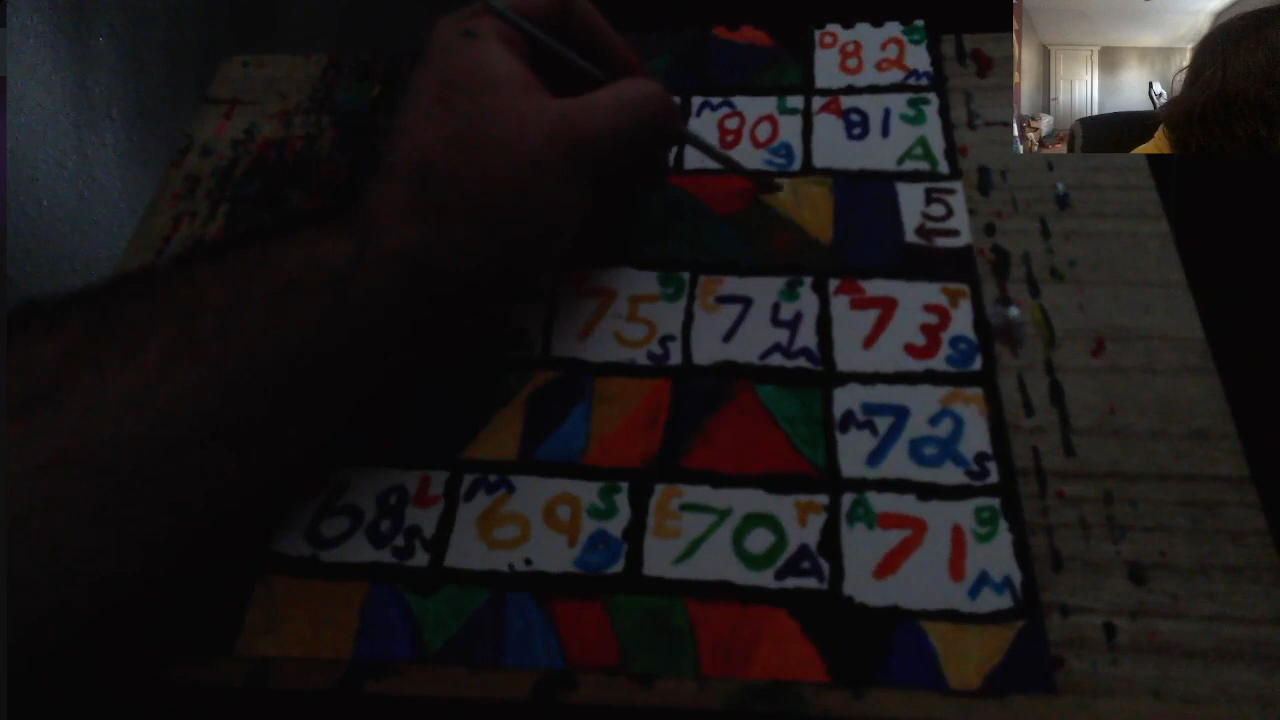 D 82 g m
M 80 L g
A 81 S A
5
75 g s
E 74 s m
A 73 r g
M 72 m s
68 L s
M 69 S g
E 70 r A
A 71 g M